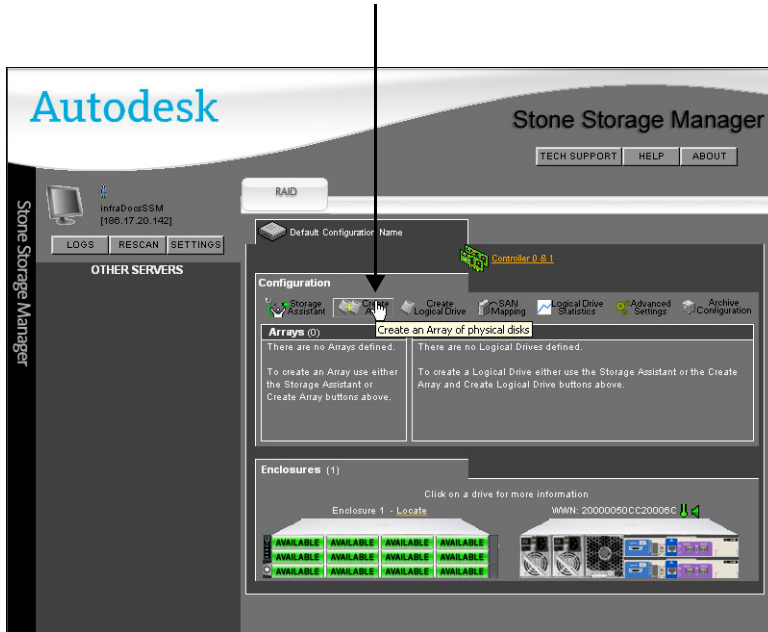 Autodesk
Stone Storage Manager
TECH SUPPORT HELP ABOUT
Stone Storage Manager
infraDocsSSM
[186.17.20.142]
LOGS RESCAN SETTINGS
OTHER SERVERS
RAID
Default Configuration Name
Controller 0 & 1
Configuration
Storage Assistant
Create
Create Logical Drive
SAN Mapping
Logical Drive Statistics
Advanced Settings
Archive Configuration
Create an Array of physical disks
Arrays (0)
There are no Arrays defined.
To create an Array use either
the Storage Assistant or
Create Array buttons above.
There are no Logical Drives defined.
To create a Logical Drive either use the Storage Assistant or the Create
Array and Create Logical Drive buttons above.
Enclosures (1)
Click on a drive for more information
Enclosure 1 - Locate
WWN: 20000050CC20006C
AVAILABLE AVAILABLE AVAILABLE AVAILABLE
AVAILABLE AVAILABLE AVAILABLE AVAILABLE
AVAILABLE AVAILABLE AVAILABLE AVAILABLE